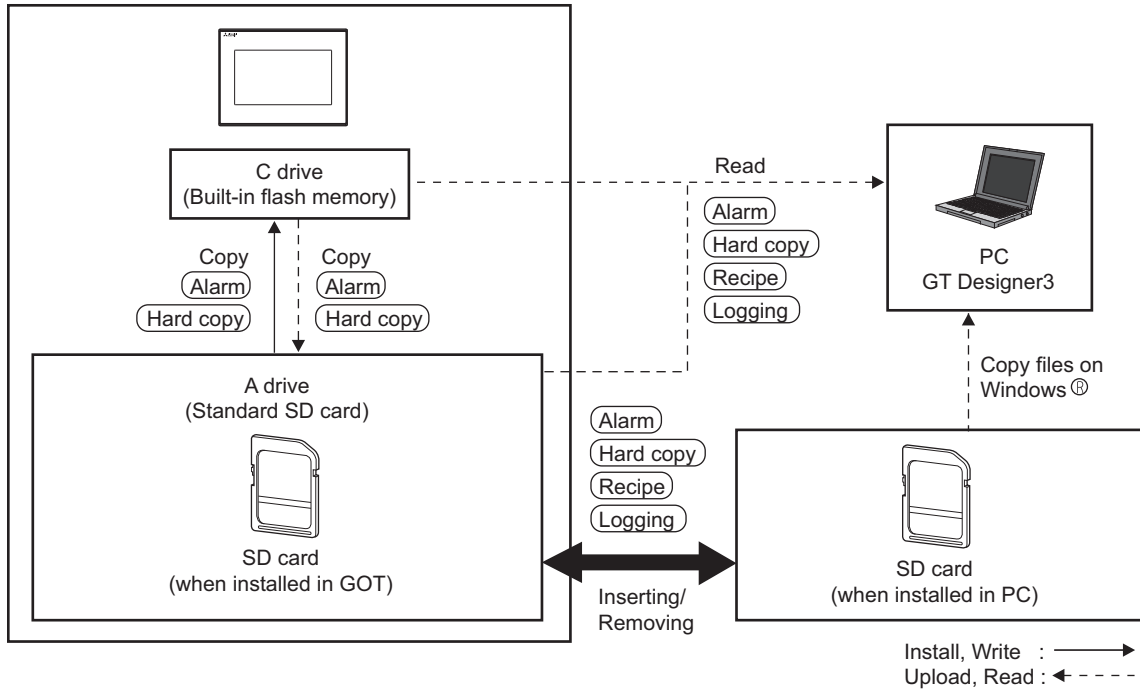 C drive
(Built-in flash memory)
Copy
Alarm
Hard copy
Copy
Alarm
Hard copy
A drive
(Standard SD card)
SD card
(when installed in GOT)
Read
Alarm
Hard copy
Recipe
Logging
PC
GT Designer3
Copy files on
Windows ®
Alarm
Hard copy
Recipe
Logging
Inserting/
Removing
SD card
(when installed in PC)
Install, Write :
Upload, Read :